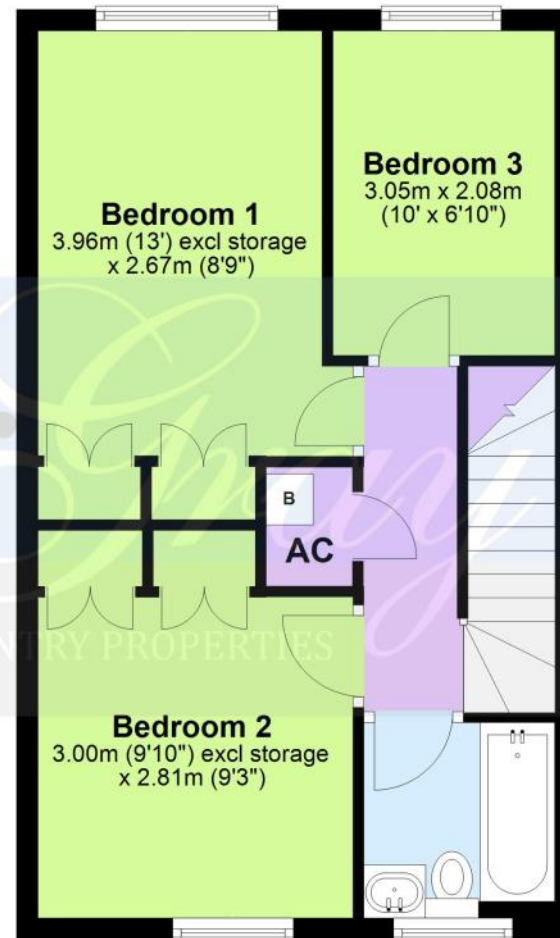 Bedroom 1
3.96m (13') excl storage
x 2.67m (8'9")
Bedroom 3
3.05m x 2.08m
(10' x 6'10")
B
AC
Gray
NTRY PROPERTIES
Bedroom 2
3.00m (9'10") excl storage
x 2.81m (9'3")